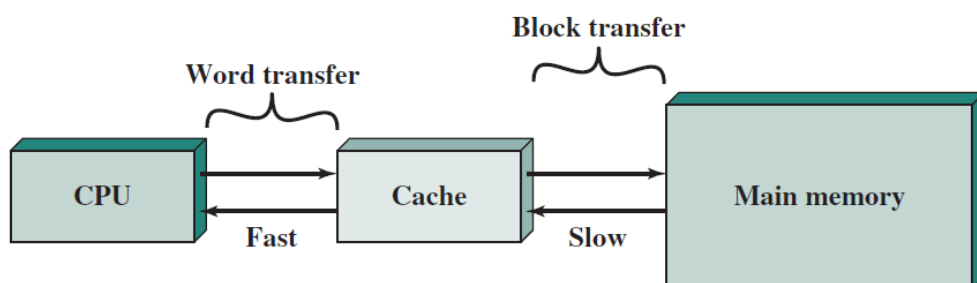 Block transfer
Word transfer
CPU
Cache
Main memory
Fast
Slow